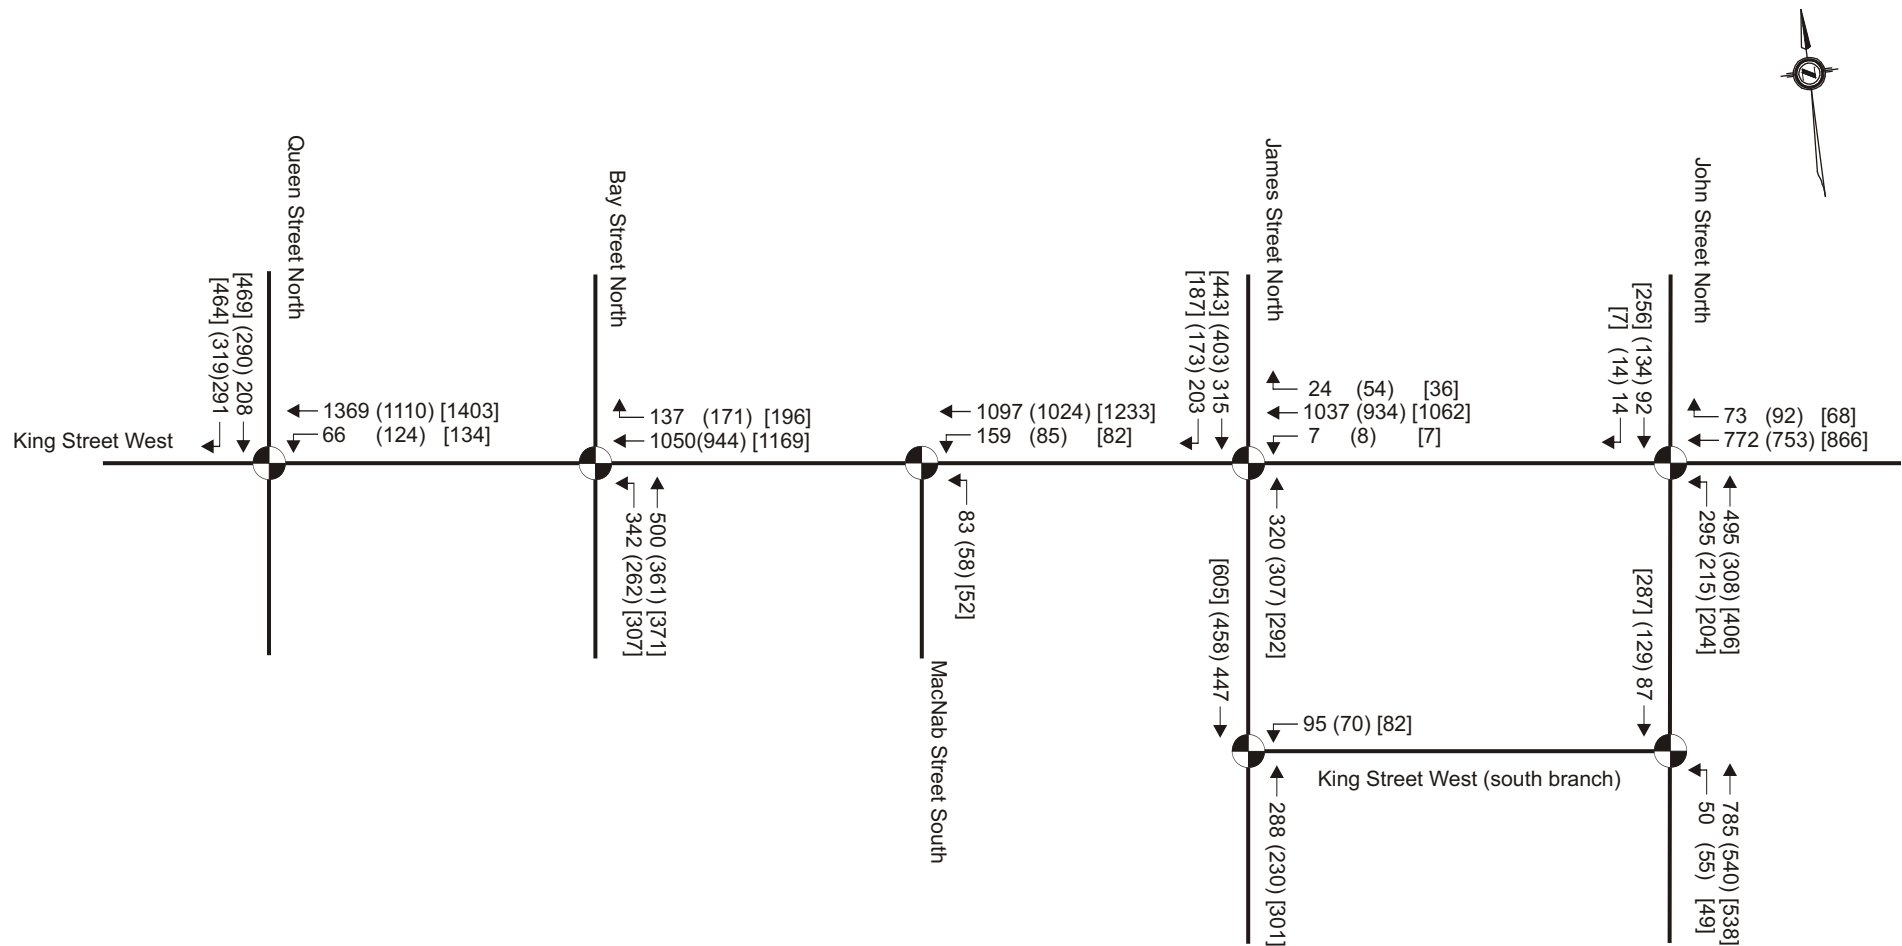 Queen Street North
Bay Street North
James Street North
John Street North
King Street West
[469] (290) 208
[464] (319)291
1369 (1110) [1403]
66 (124) [134]
137 (171) [196]
1050(944) [1169]
342 (262) [307]
500 (361) [371]
1097 (1024) [1233]
159 (85) [82]
83 (58) [52]
MacNab Street South
[443] (403) 315
[187] (173) 203
24 (54) [36]
1037 (934) [1062]
7 (8) [7]
320 (307) [292]
[256] (134) 92
[7] (14) 14
73 (92) [68]
772 (753) [866]
495 (308) [406]
295 (215) [204]
[605] (458) 447
95 (70) [82]
288 (230) [301]
King Street West (south branch)
[287] (129) 87
785 (540) [538]
50 (55) [49]
N